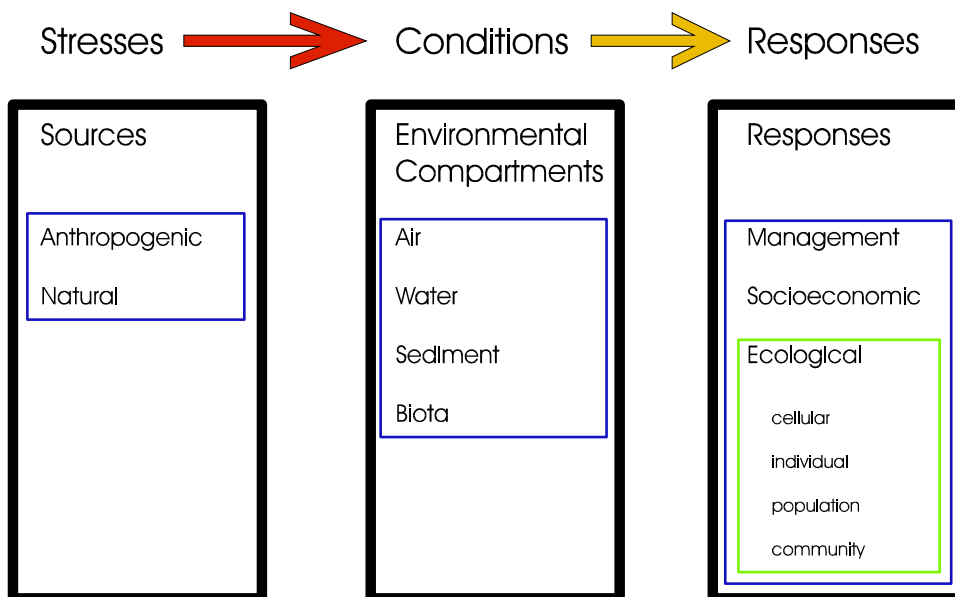 Stresses
Conditions
Responses
Sources
Anthropogenic
Natural
Environmental
Compartments
Air
Water
Sediment
Biota
Responses
Management
Socioeconomic
Ecological
cellular
individual
population
community